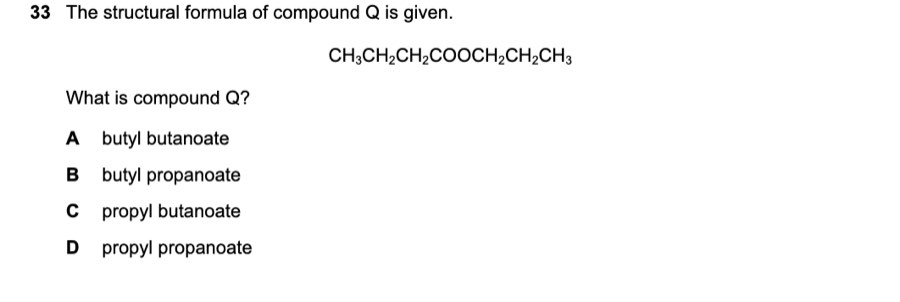 33 The structural formula of compound Q is given.
CH₃CH₂CH₂COOCH₂CH₂CH₃
What is compound Q?
A butyl butanoate
B butyl propanoate
C propyl butanoate
D propyl propanoate